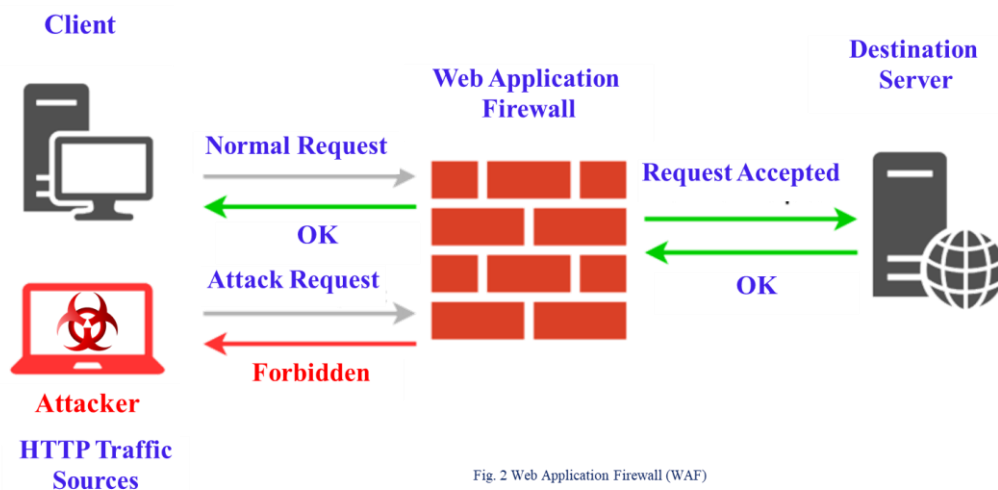 Client
Destination
Server
Web Application
Firewall
Normal Request
Request Accepted
OK
Attack Request
OK
Forbidden
Attacker
HTTP Traffic
Sources
Fig. 2 Web Application Firewall (WAF)